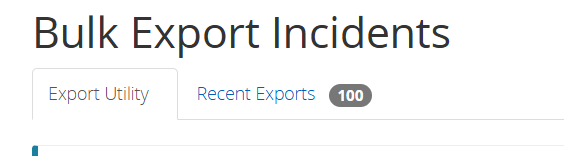 Bulk Export Incidents
Export Utility Recent Exports 100